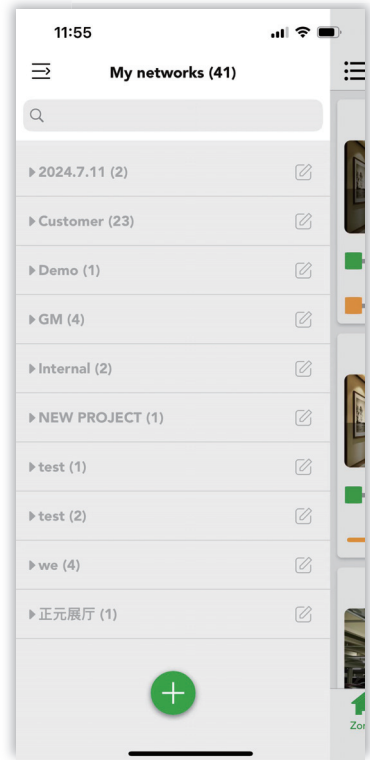 11:55
My networks (41)
2024.7.11 (2)
Customer (23)
Demo (1)
GM (4)
Internal (2)
NEW PROJECT (1)
test (1)
test (2)
we (4)
正元展厅 (1)